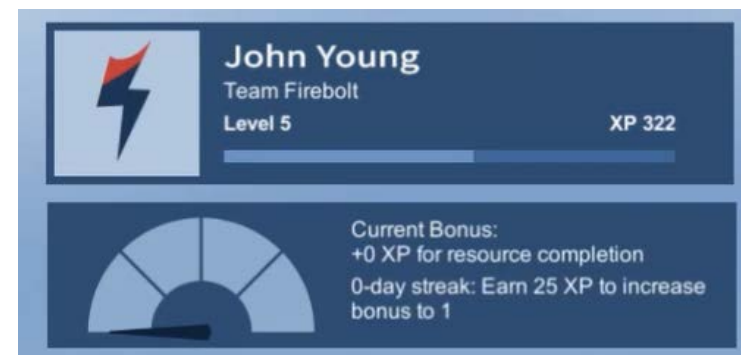 John Young
Team Firebolt
Level 5 XP 322
Current Bonus:
+0 XP for resource completion
0-day streak: Earn 25 XP to increase
bonus to 1